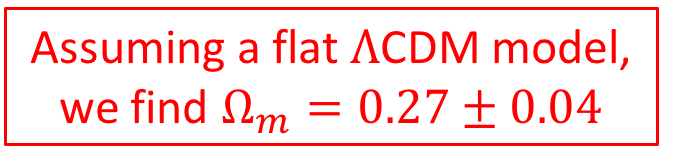 Assuming a flat ΛCDM model,
we find Ωₘ = 0.27 ± 0.04